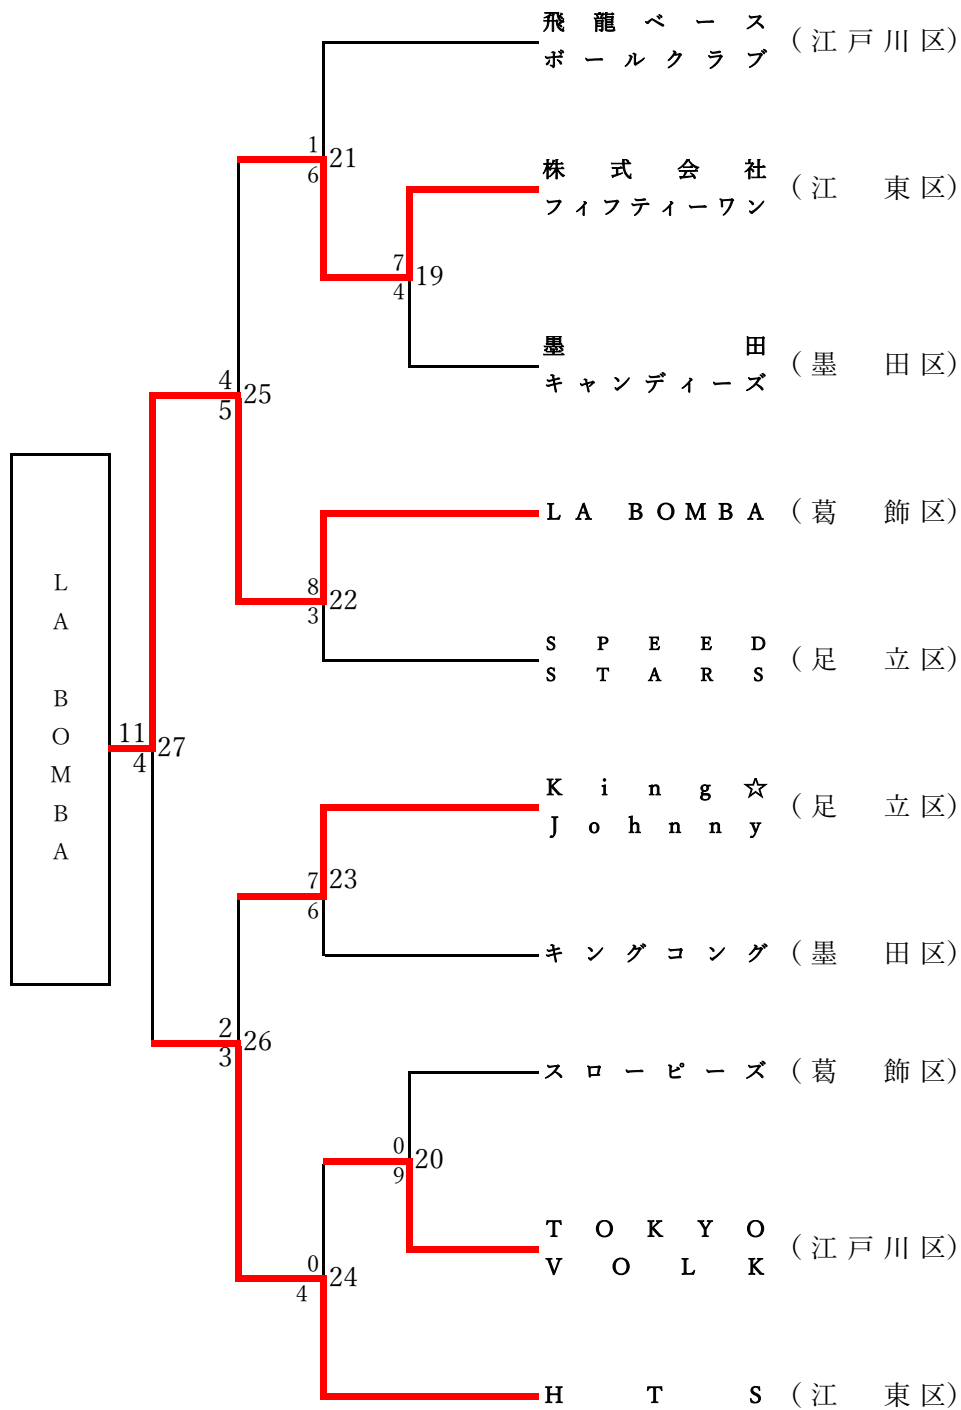 飛龍ベース
ボールクラブ
（江戸川区）
1
21
6
株式会社
フィフティーワン
（江東区）
7
19
4
墨田
キャンディーズ
（墨田区）
4
25
5
LA BOMBA
（葛飾区）
8
22
3
SPEED
STARS
（足立区）
LA BOMBA
11
27
4
King☆
Johnny
（足立区）
7
23
6
キングコング
（墨田区）
2
26
3
スローピーズ
（葛飾区）
0
20
9
TOKYO
VOLK
（江戸川区）
0
24
4
HTS
（江東区）